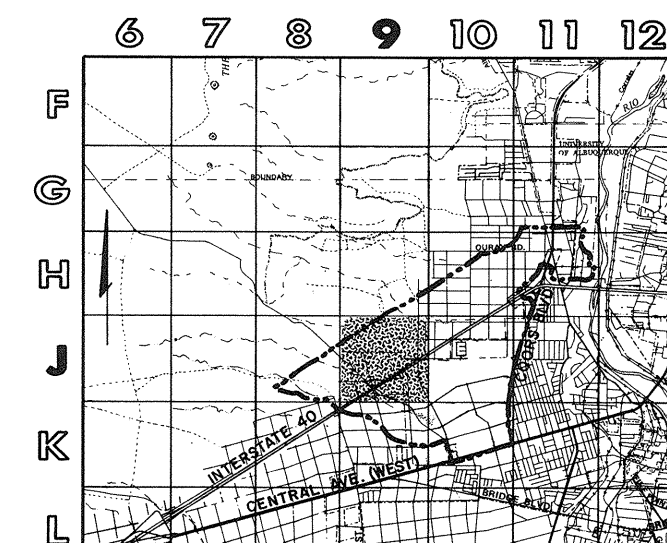 6 7 8 9 10 11 12
F
G
H
J
K
L
RIO
UNIVERSITY
OF ALBUQUERQUE
BOUNDARY
OURAY RD.
COORS BLVD
INTERSTATE 40
CENTRAL AVE. (WEST)
BRIDGE BLVD